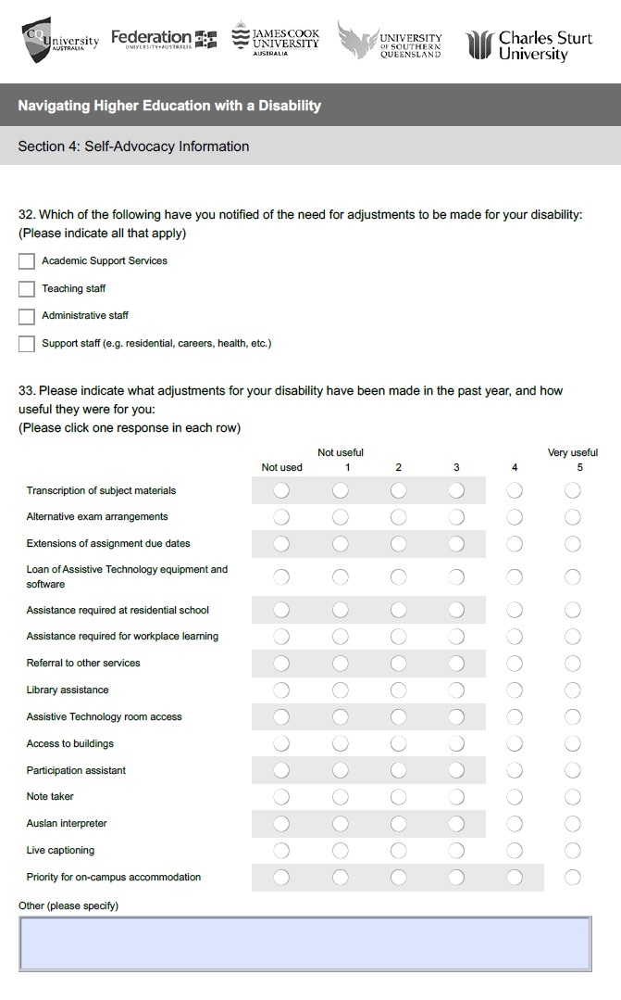 CQUniversity
AUSTRALIA
Federation
UNIVERSITY • AUSTRALIA
JAMES COOK
UNIVERSITY
AUSTRALIA
UNIVERSITY
OF SOUTHERN
QUEENSLAND
Charles Sturt
University
Navigating Higher Education with a Disability
Section 4: Self-Advocacy Information
32. Which of the following have you notified of the need for adjustments to be made for your disability:
(Please indicate all that apply)
Academic Support Services
Teaching staff
Administrative staff
Support staff (e.g. residential, careers, health, etc.)
33. Please indicate what adjustments for your disability have been made in the past year, and how
useful they were for you:
(Please click one response in each row)
Not useful Very useful
Not used 1 2 3 4 5
Transcription of subject materials
Alternative exam arrangements
Extensions of assignment due dates
Loan of Assistive Technology equipment and
software
Assistance required at residential school
Assistance required for workplace learning
Referral to other services
Library assistance
Assistive Technology room access
Access to buildings
Participation assistant
Note taker
Auslan interpreter
Live captioning
Priority for on-campus accommodation
Other (please specify)